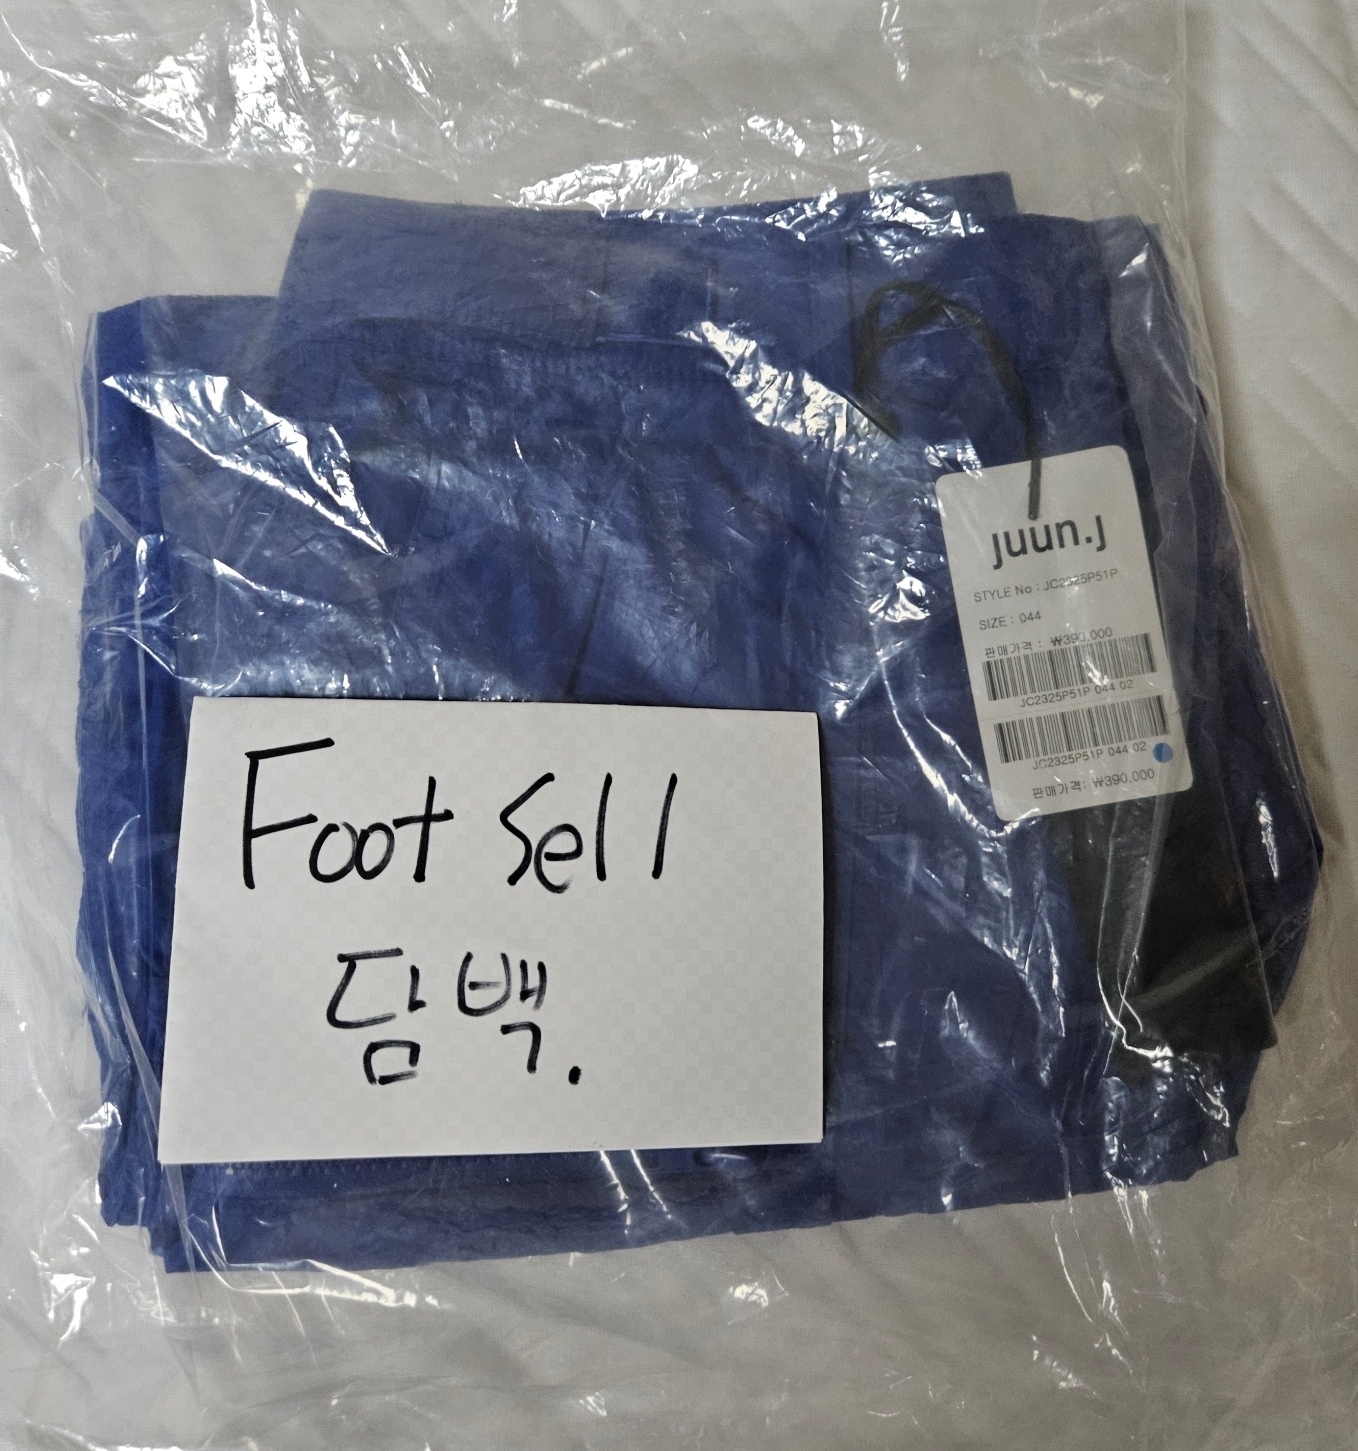 juun.j
STYLE No : JC2325P51P
SIZE : 044
판매가격 : ₩390,000
JC2325P51P 044 02
JC2325P51P 044 02
판매가격: ₩390,000
Foot Sell
담백.